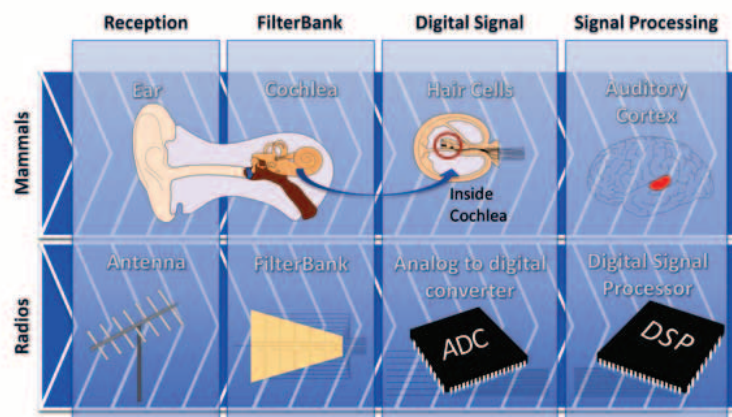 Reception FilterBank Digital Signal Signal Processing
Mammals
Ear Cochlea Hair Cells Auditory
Cortex
Inside
Cochlea
Radios
Antenna FilterBank Analog to digital Digital Signal
converter Processor
ADC DSP